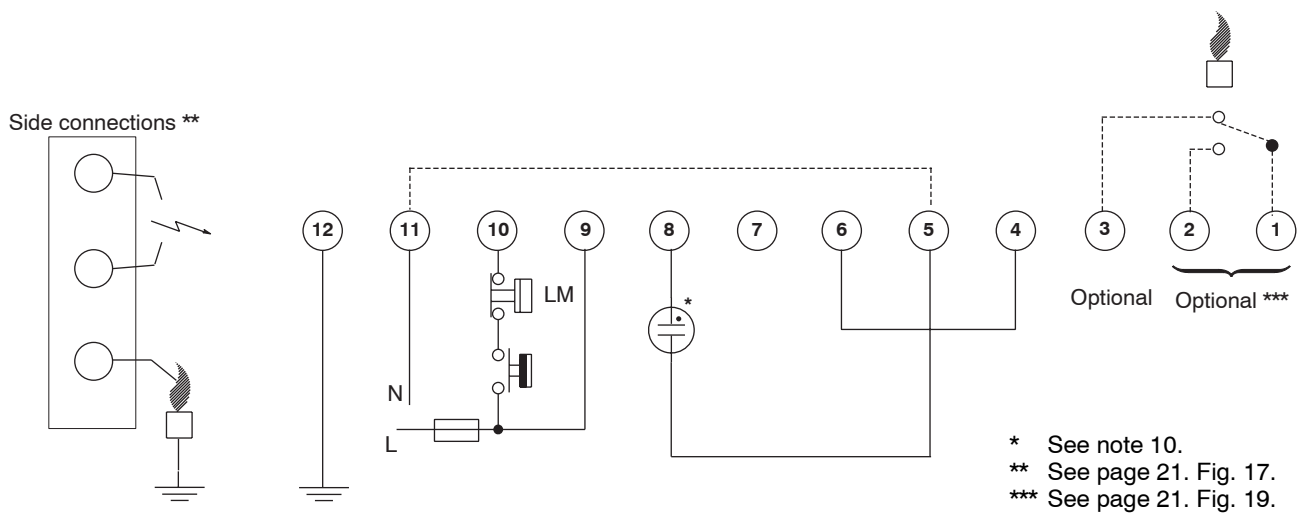 Side connections **
12 11 10 9 8 7 6 5 4 3 2 1
LM
*
Optional
Optional ***
N
L
* See note 10.
** See page 21. Fig. 17.
*** See page 21. Fig. 19.